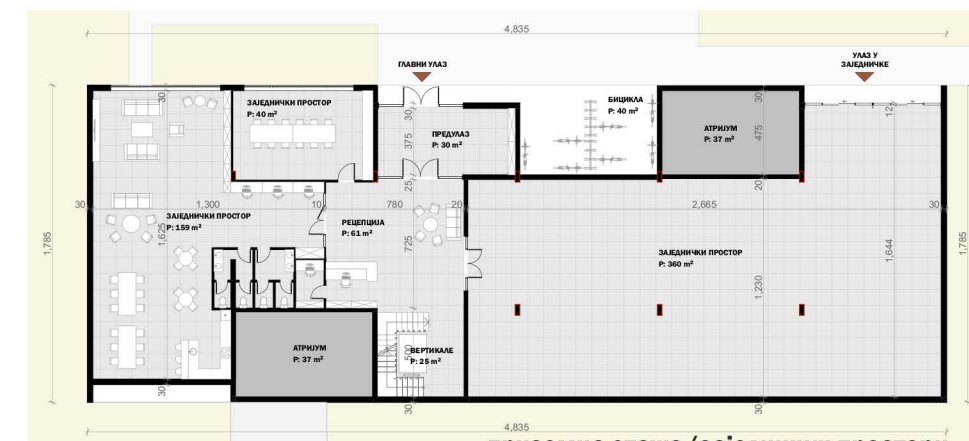 4,835
ГЛАВНИ УЛАЗ
УЛАЗ У
ЗАЈЕДНИЧКЕ
30
ЗАЈЕДНИЧКИ ПРОСТОР
P: 40 m²
30
ПРЕДУЛАЗ
P: 30 m²
375
25
БИЦИКЛА
P: 40 m²
30
АТРИЈУМ
P: 37 m²
475
20
12
30
ЗАЈЕДНИЧКИ ПРОСТОР
P: 159 m²
1,300
1,625
10
РЕЦЕПЦИЈА
P: 61 m²
780
20
725
2,665
30
1,785
ЗАЈЕДНИЧКИ ПРОСТОР
P: 360 m²
1,230
1,644
1,785
АТРИЈУМ
P: 37 m²
ВЕРТИКАЛЕ
P: 25 m²
500
30
30
30
4,835